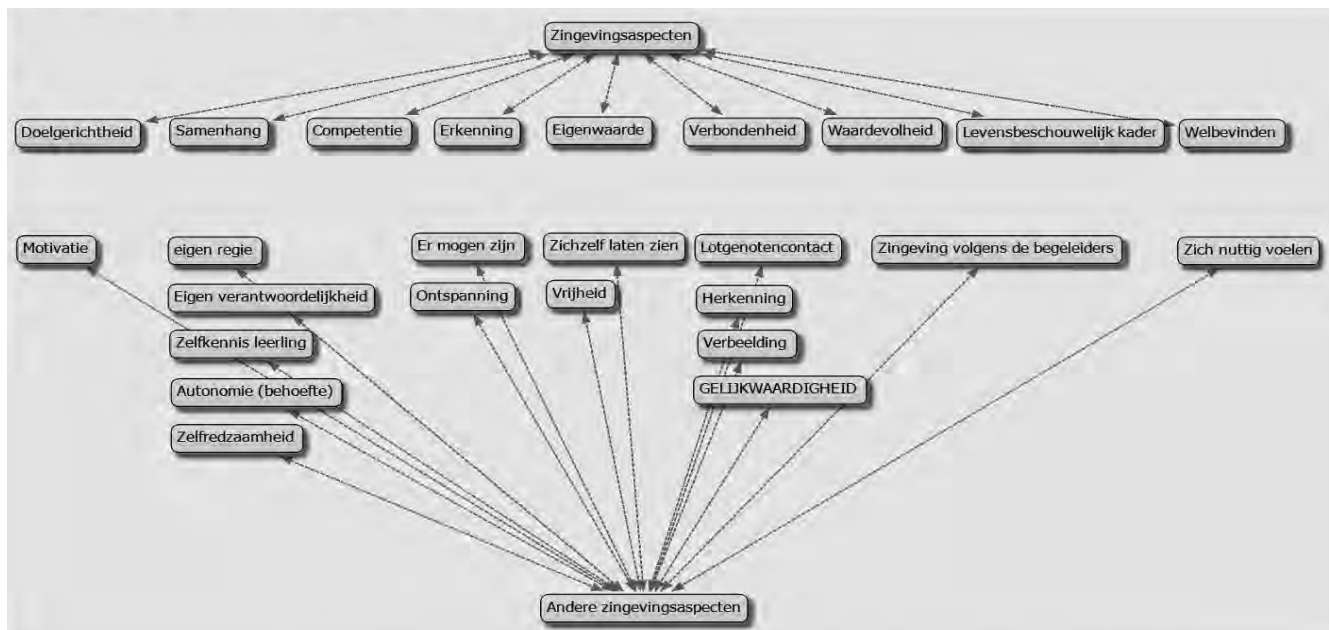 Zingevingsaspecten
Doelgerichtheid
Samenhang
Competentie
Erkenning
Eigenwaarde
Verbondenheid
Waardevolheid
Levensbeschouwelijk kader
Welbevinden
Motivatie
eigen regie
Er mogen zijn
Zichzelf laten zien
Lotgenotencontact
Zingeving volgens de begeleiders
Zich nuttig voelen
Eigen verantwoordelijkheid
Ontspanning
Vrijheid
Herkenning
Zelfkennis leerling
Verbeelding
Autonomie (behoefte)
GELIJKWAARDIGHEID
Zelfredzaamheid
Andere zingevingsaspecten